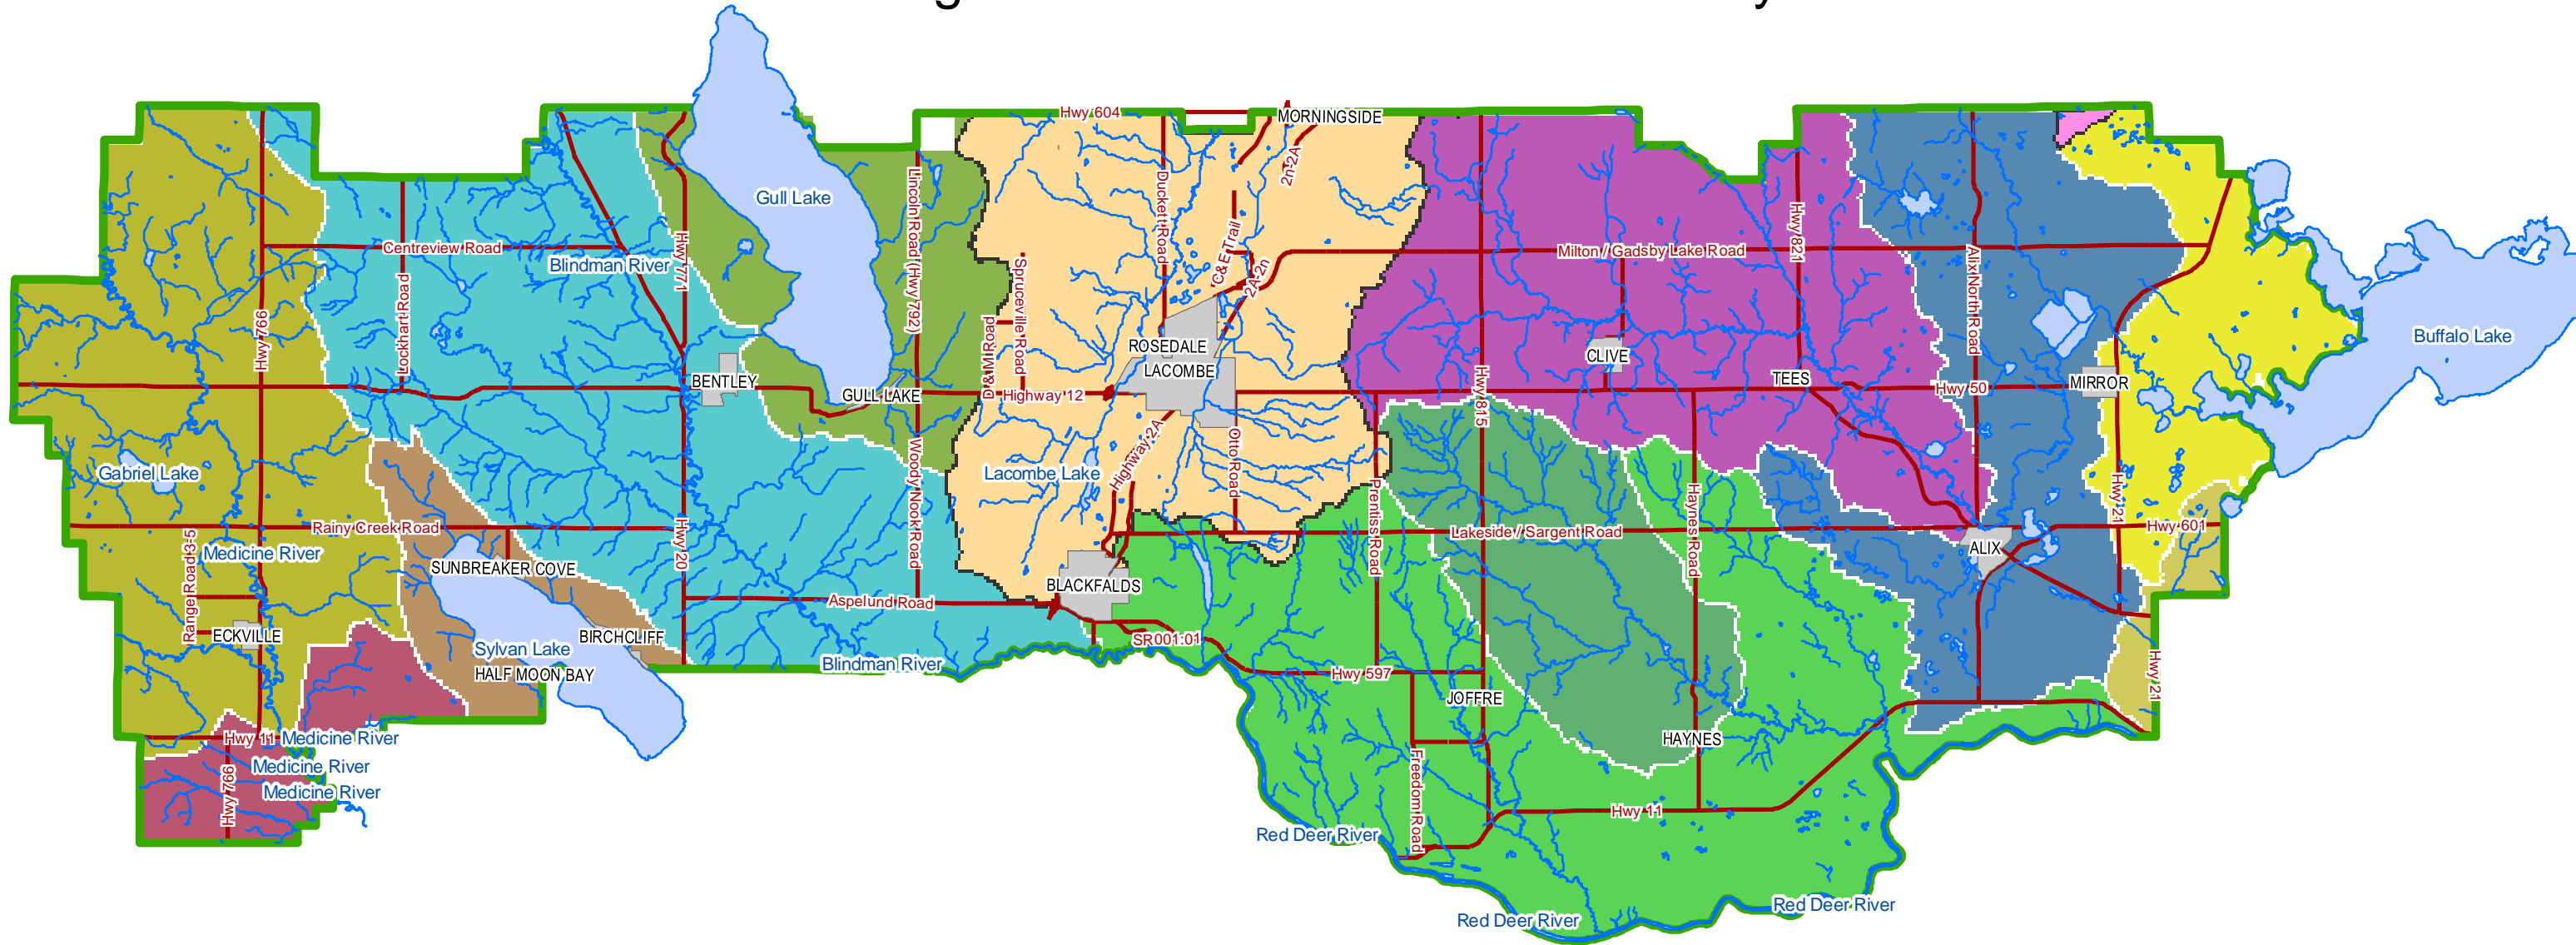 Hwy 604
MORNINGSIDE
2n-2A
Gull Lake
Lincoln Road (Hwy 792)
Duckett Road
C&E Trail
Hwy 821
Centreview Road
Blindman River
Hwy 771
Milton / Gadsby Lake Road
Alix North Road
2A-2n
Lockhart Road
Hwy 766
Spruceville Road
D & M Road
ROSEDALE
LACOMBE
CLIVE
Buffalo Lake
BENTLEY
GULL LAKE
Highway 12
Hwy 815
TEES
Hwy 50
MIRROR
Gabriel Lake
Woody Nook Road
Lacombe Lake
Highway 2A
Otto Road
Prentiss Road
Haynes Road
Hwy 21
Rainy Creek Road
Hwy 20
Lakeside / Sargent Road
Hwy 601
Range Road 3-5
Medicine River
SUNBREAKER COVE
ALIX
BLACKFALDS
Aspelund Road
ECKVILLE
BIRCHCLIFF
Sylvan Lake
SR001:01
Blindman River
HALF MOON BAY
Hwy 597
Hwy 21
JOFFRE
Hwy 11
Medicine River
HAYNES
Medicine River
Medicine River
Hwy 766
Freedom Road
Hwy 11
Red Deer River
Red Deer River
Red Deer River